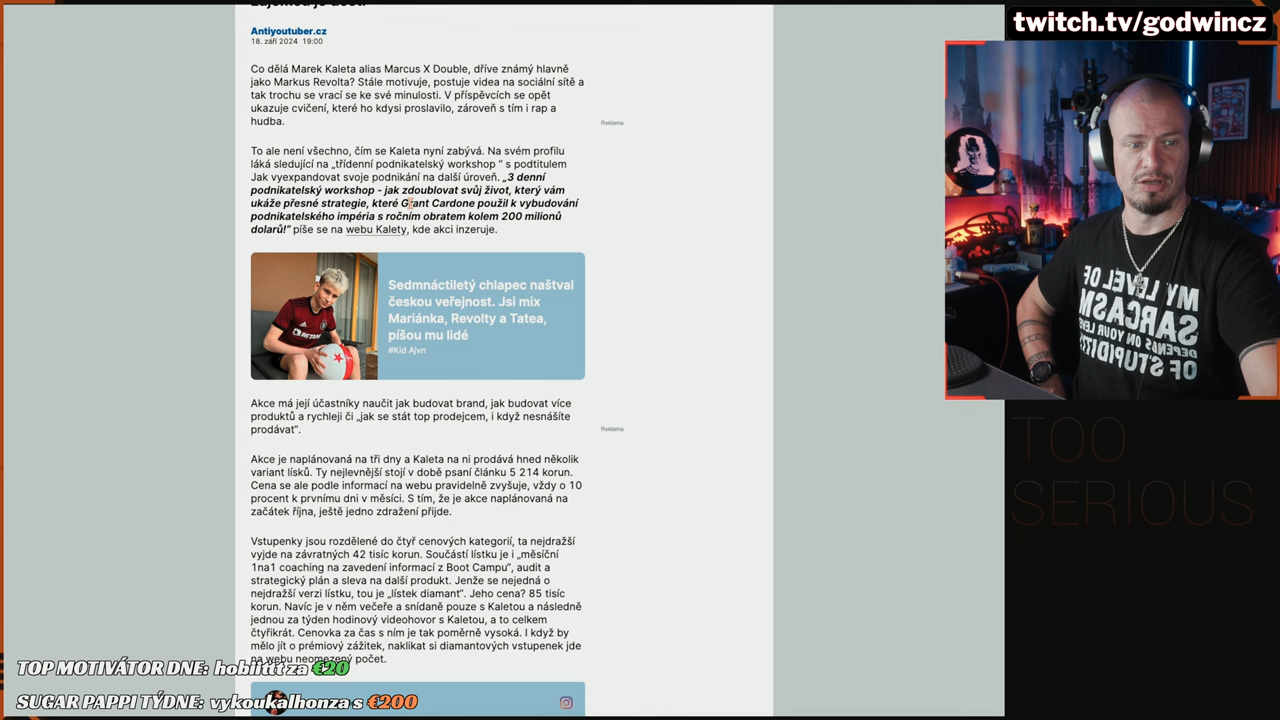 Antiyoutuber.cz
18. září 2024 19:00
Co dělá Marek Kaleta alias Marcus X Double, dříve známý hlavně
jako Markus Revolta? Stále motivuje, postuje videa na sociální sítě a
tak trochu se vrací se ke své minulosti. V příspěvcích se opět
ukazuje cvičení, které ho kdysi proslavilo, zároveň s tím i rap a
hudba.
Reklama
To ale není všechno, čím se Kaleta nyní zabývá. Na svém profilu
láká sledující na „třídenní podnikatelský workshop “ s podtitulem
Jak vyexpandovat svoje podnikání na další úroveň. „3 denní
podnikatelský workshop - jak zdoublovat svůj život, který vám
ukáže přesné strategie, které Grant Cardone použil k vybudování
podnikatelského impéria s ročním obratem kolem 200 milionů
dolarů!“ píše se na webu Kalety, kde akci inzeruje.
Sedmnáctiletý chlapec naštval
českou veřejnost. Jsi mix
Mariánka, Revolty a Tatea,
píšou mu lidé
#Kid Ajvn
Akce má její účastníky naučit jak budovat brand, jak budovat více
produktů a rychleji či „jak se stát top prodejcem, i když nesnášíte
prodávat“.
Reklama
Akce je naplánovaná na tři dny a Kaleta na ni prodává hned několik
variant lísků. Ty nejlevnější stojí v době psaní článku 5 214 korun.
Cena se ale podle informací na webu pravidelně zvyšuje, vždy o 10
procent k prvnímu dni v měsíci. S tím, že je akce naplánovaná na
začátek října, ještě jedno zdražení přijde.
Vstupenky jsou rozdělené do čtyř cenových kategorií, ta nejdražší
vyjde na závratných 42 tisíc korun. Součástí lístku je i „měsíční
1na1 coaching na zavedení informací z Boot Campu“, audit a
strategický plán a sleva na další produkt. Jenže se nejedná o
nejdražší verzi lístku, tou je „lístek diamant“. Jeho cena? 85 tisíc
korun. Navíc je v něm večeře a snídaně pouze s Kaletou a následně
jednou za týden hodinový videohovor s Kaletou, a to celkem
čtyřikrát. Cenovka za čas s ním je tak poměrně vysoká. I když by
mělo jít o prémiový zážitek, naklikat si diamantových vstupenek jde
na webu neomezený počet.
TOP MOTIVÁTOR DNE: hoblittt za €20
SUGAR PAPPI TÝDNE: vykoukalhonza s €200
twitch.tv/godwincz
MY LEVEL OF
SARCASM
DEPENDS ON YOUR LEVEL
OF STUPIDITY
TOO
SERIOUS